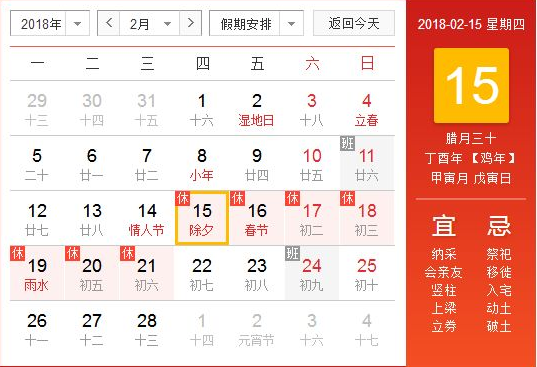 2018年 < 2月 > 假期安排 返回今天
一 二 三 四 五 六 日
29 30 31 1 2 3 4
十三 十四 十五 十六 湿地日 十八 立春
班
5 6 7 8 9 10 11
二十 廿一 廿二 小年 廿四 廿五 廿六
休 休 休 休
12 13 14 15 16 17 18
廿七 廿八 情人节 除夕 春节 初二 初三
休 休 休 班
19 20 21 22 23 24 25
雨水 初五 初六 初七 初八 初九 初十
26 27 28 1 2 3 4
十一 十二 十三 十四 元宵节 十六 十七
2018-02-15 星期四
15
腊月三十
丁酉年【鸡年】
甲寅月 戊寅日
宜 忌
纳采 祭祀
会亲友 移徙
竖柱 入宅
上梁 动土
立券 破土